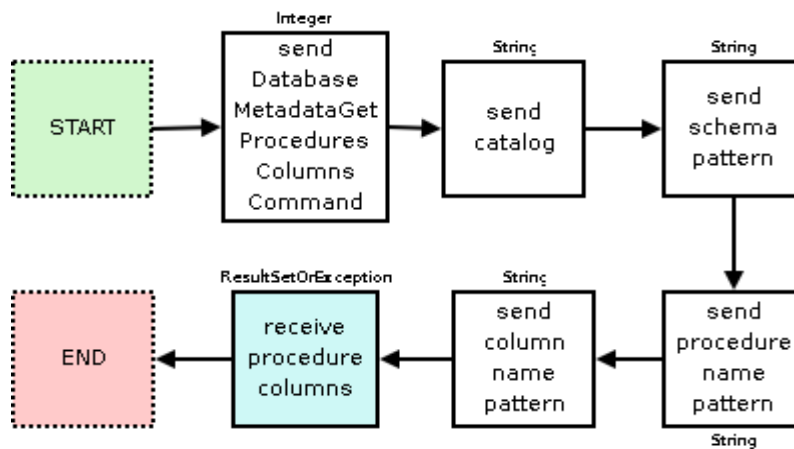 Integer
String
String
START
send
Database
MetadataGet
Procedures
Columns
Command
send
catalog
send
schema
pattern
ResultSetOrException
String
END
receive
procedure
columns
send
column
name
pattern
send
procedure
name
pattern
String